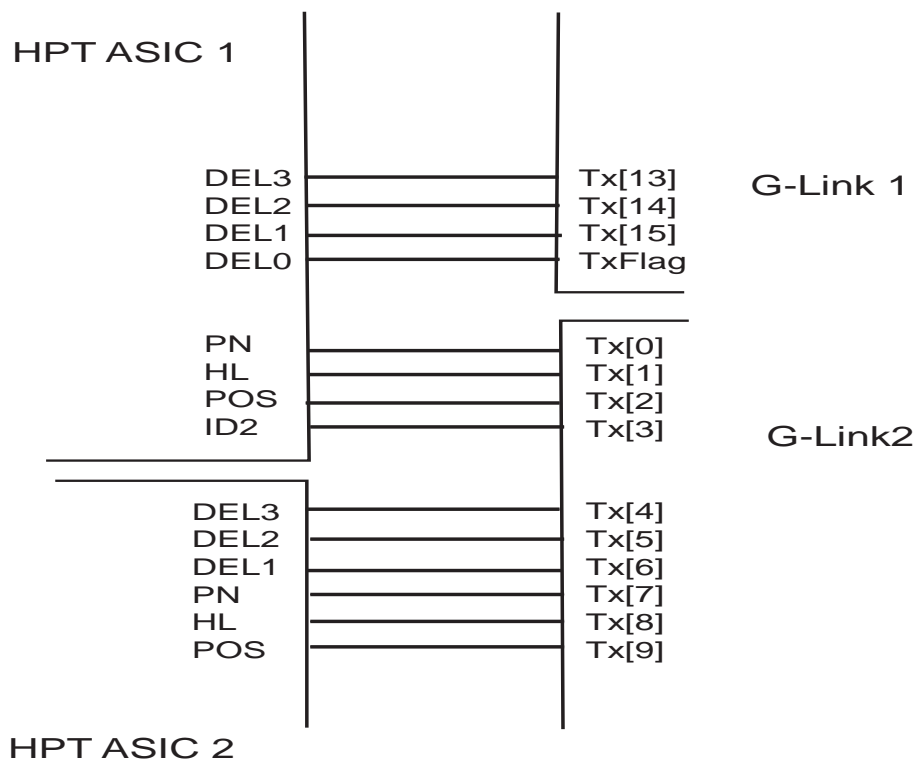 HPT ASIC 1
DEL3 Tx[13]
G-Link 1
DEL2 Tx[14]
DEL1 Tx[15]
DEL0 TxFlag
PN Tx[0]
HL Tx[1]
POS Tx[2]
ID2 Tx[3]
G-Link2
DEL3 Tx[4]
DEL2 Tx[5]
DEL1 Tx[6]
PN Tx[7]
HL Tx[8]
POS Tx[9]
HPT ASIC 2